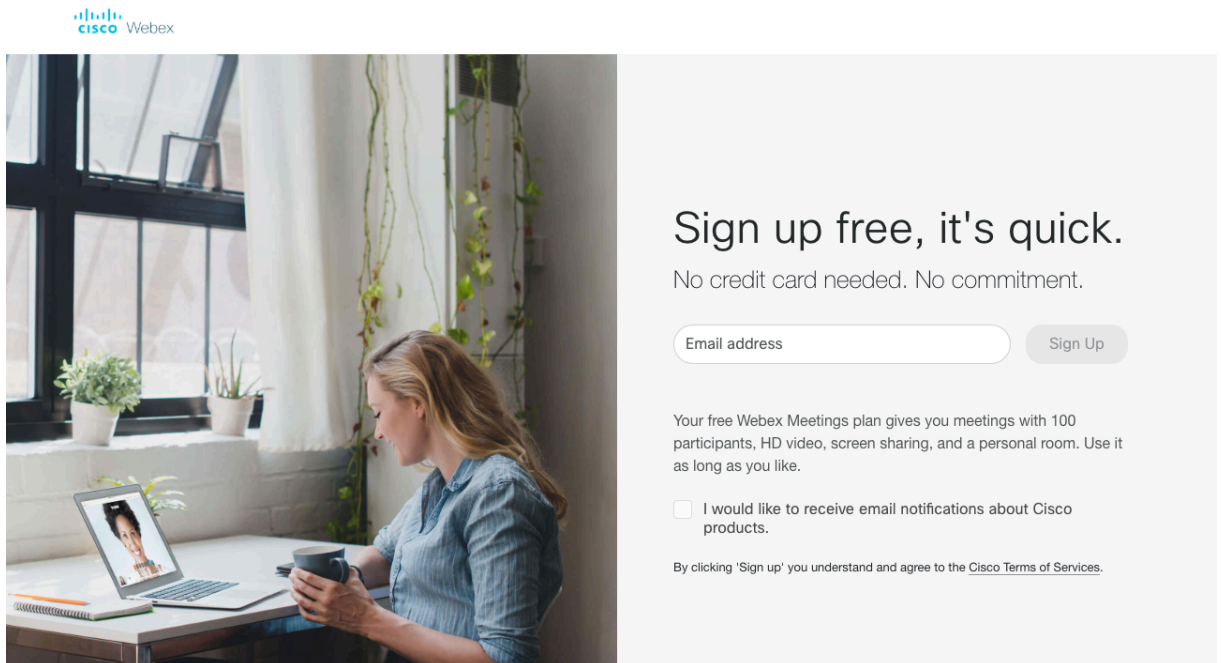 CISCO Webex
Sign up free, it's quick.
No credit card needed. No commitment.
Email address
Sign Up
Your free Webex Meetings plan gives you meetings with 100
participants, HD video, screen sharing, and a personal room. Use it
as long as you like.
I would like to receive email notifications about Cisco
products.
By clicking 'Sign up' you understand and agree to the Cisco Terms of Services.